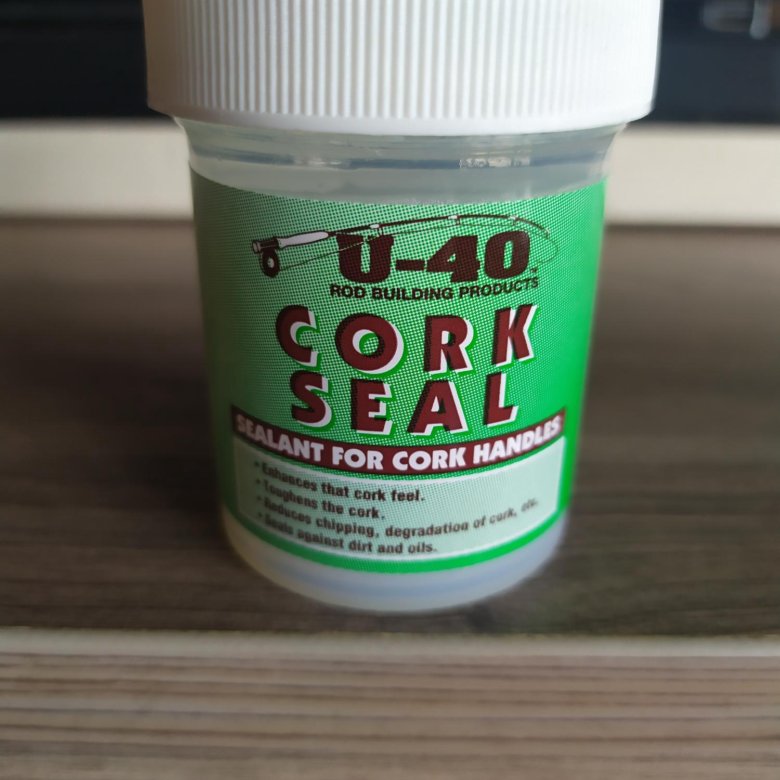 U-40™
ROD BUILDING PRODUCTS
CORK
SEAL
SEALANT FOR CORK HANDLES
• Enhances that cork feel.
• Toughens the cork.
• Reduces chipping, degradation of cork, etc.
• Seals against dirt and oils.